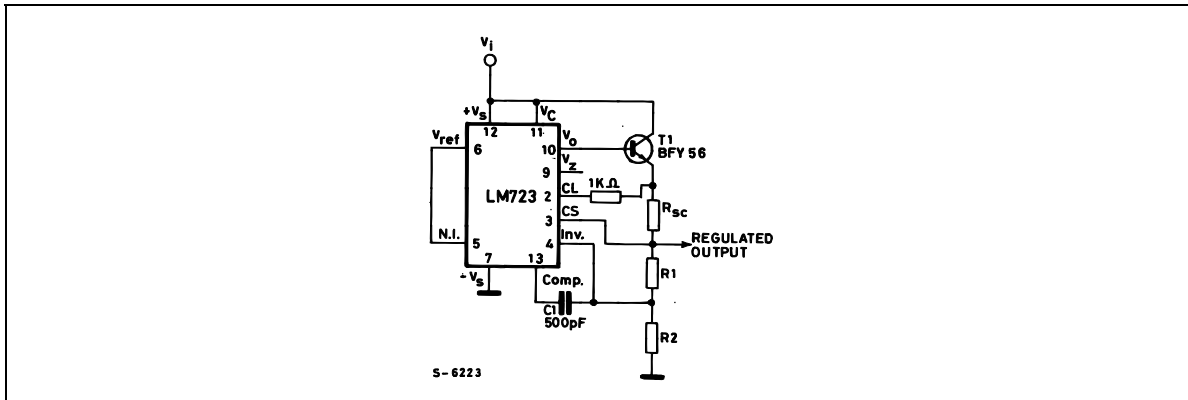 Vi
+Vs
VC
12
11
Vref
6
Vo
10
T1
BFY 56
Vz
9
1KΩ
LM723
CL
2
Rsc
CS
3
REGULATED
OUTPUT
N.I.
5
Inv.
4
7
13
R1
-Vs
Comp.
C1
500pF
R2
S-6223